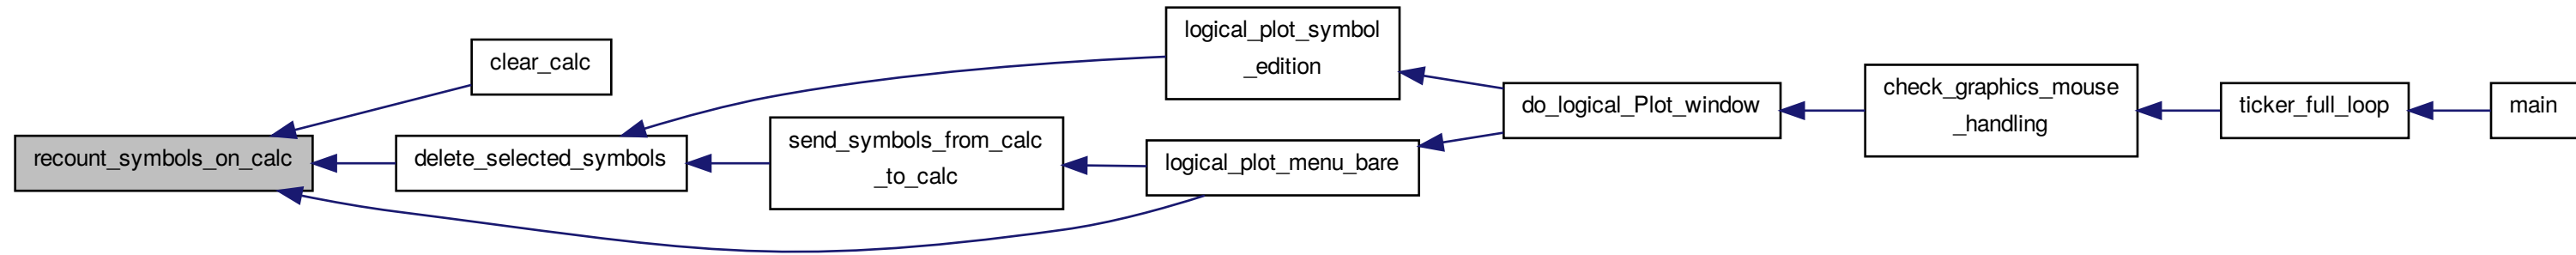 recount_symbols_on_calc
clear_calc
delete_selected_symbols
send_symbols_from_calc
_to_calc
logical_plot_symbol
_edition
logical_plot_menu_bare
do_logical_Plot_window
check_graphics_mouse
_handling
ticker_full_loop
main